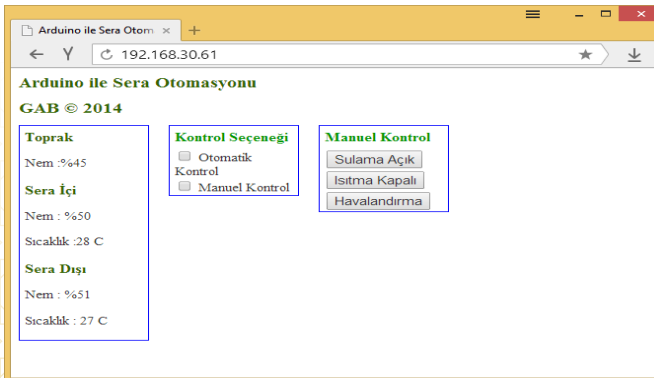 Arduino ile Sera Otom
192.168.30.61
Arduino ile Sera Otomasyonu
GAB © 2014
Toprak
Nem :%45
Sera İçi
Nem : %50
Sıcaklık :28 C
Sera Dışı
Nem : %51
Sıcaklık : 27 C
Kontrol Seçeneği
Otomatik
Kontrol
Manuel Kontrol
Manuel Kontrol
Sulama Açık
Isıtma Kapalı
Havalandırma